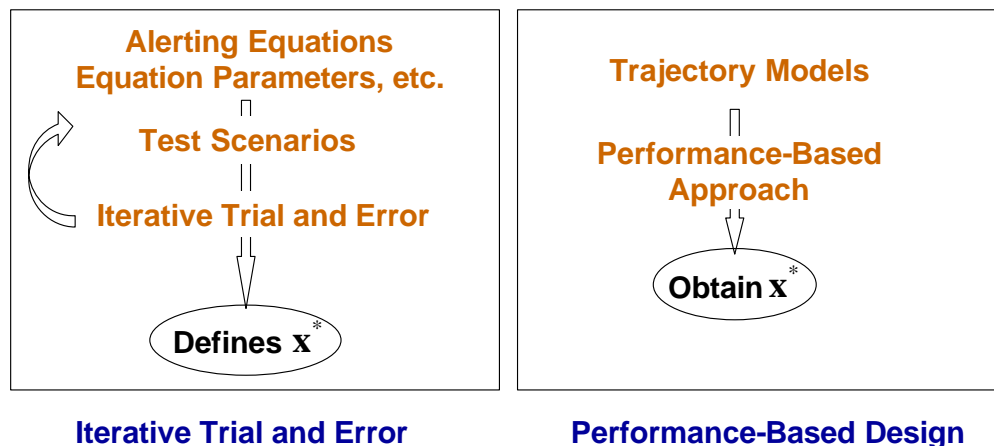 Alerting Equations
Equation Parameters, etc.
Test Scenarios
Iterative Trial and Error
Defines x*
Iterative Trial and Error
Trajectory Models
Performance-Based
Approach
Obtain x*
Performance-Based Design